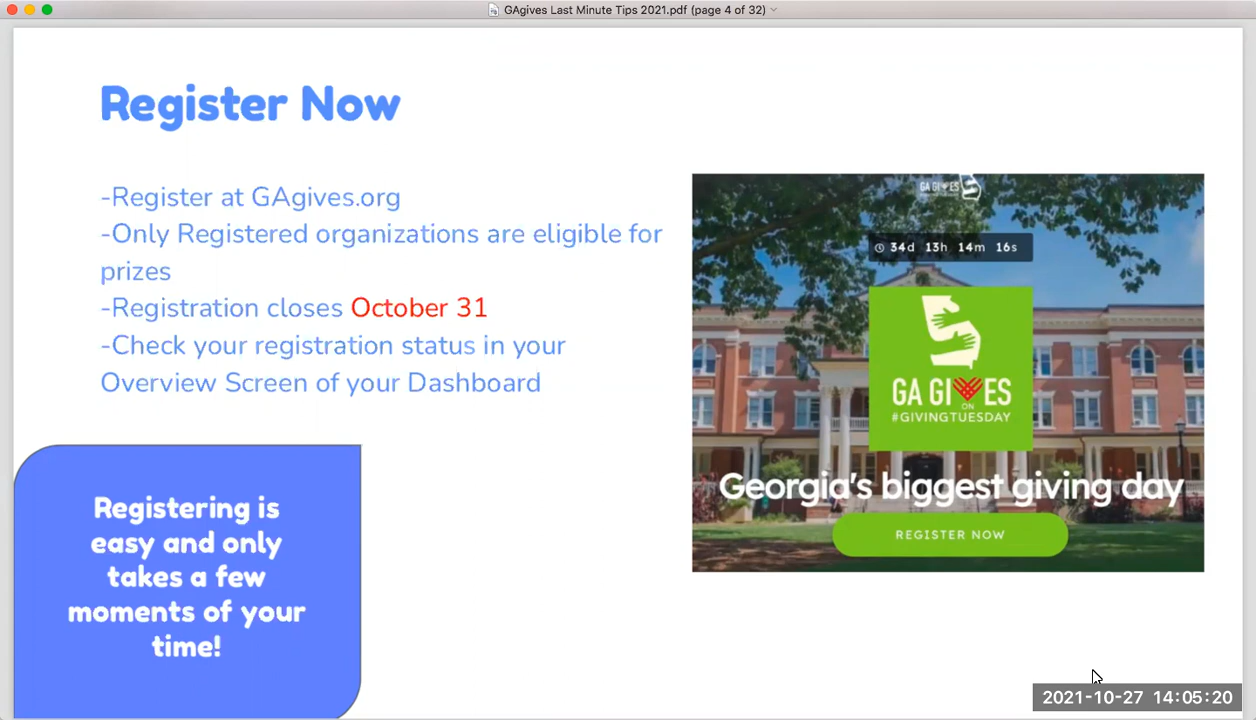 GAgives Last Minute Tips 2021.pdf (page 4 of 32)
Register Now
-Register at GAgives.org
-Only Registered organizations are eligible for
prizes
-Registration closes October 31
-Check your registration status in your
Overview Screen of your Dashboard
Registering is
easy and only
takes a few
moments of your
time!
GA GIVES
34d 13h 14m 16s
GA GIVES
ON
#GIVINGTUESDAY
Georgia's biggest giving day
REGISTER NOW
2021-10-27 14:05:20